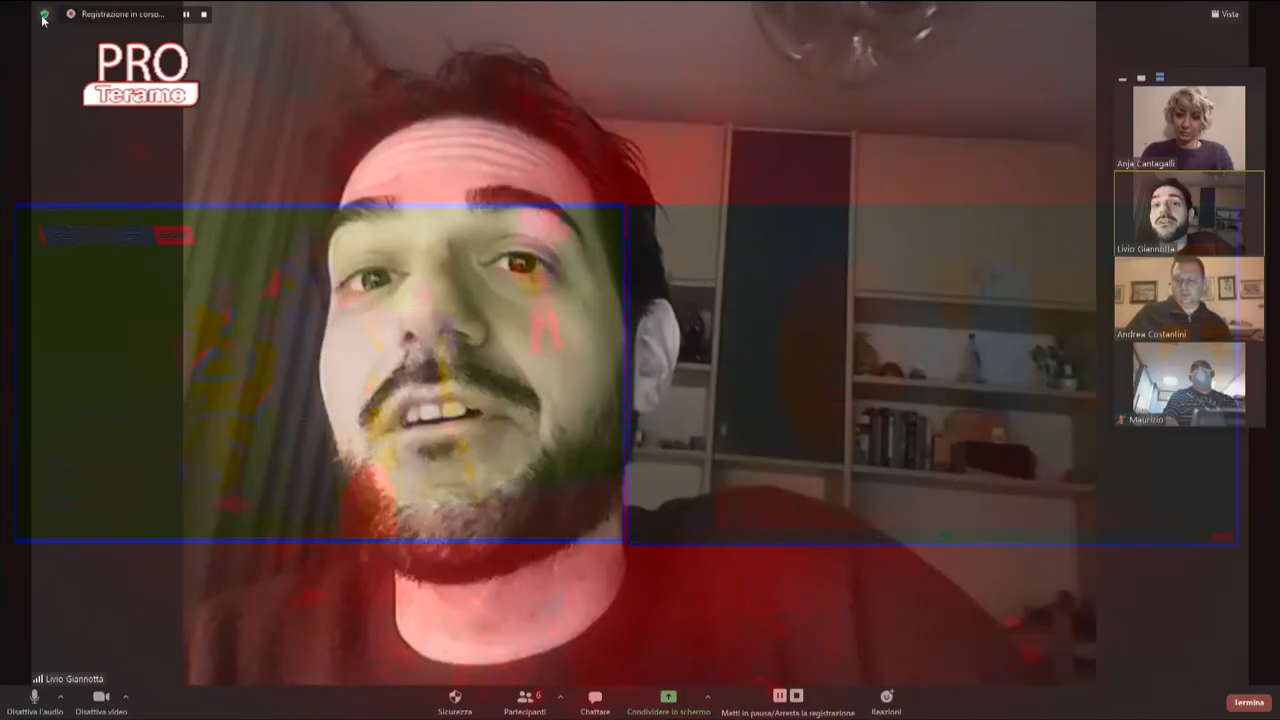 Registrazione in corso...
Vista
PRO
Teramo
Anja Cantagalli
Livio Giannotta
Andrea Costantini
Maurizio
Livio Giannotta
Disattiva l'audio
Disattiva video
Sicurezza
Partecipanti
6
Chattare
Condividere lo schermo
Metti in pausa/Arresta la registrazione
Reazioni
Termina